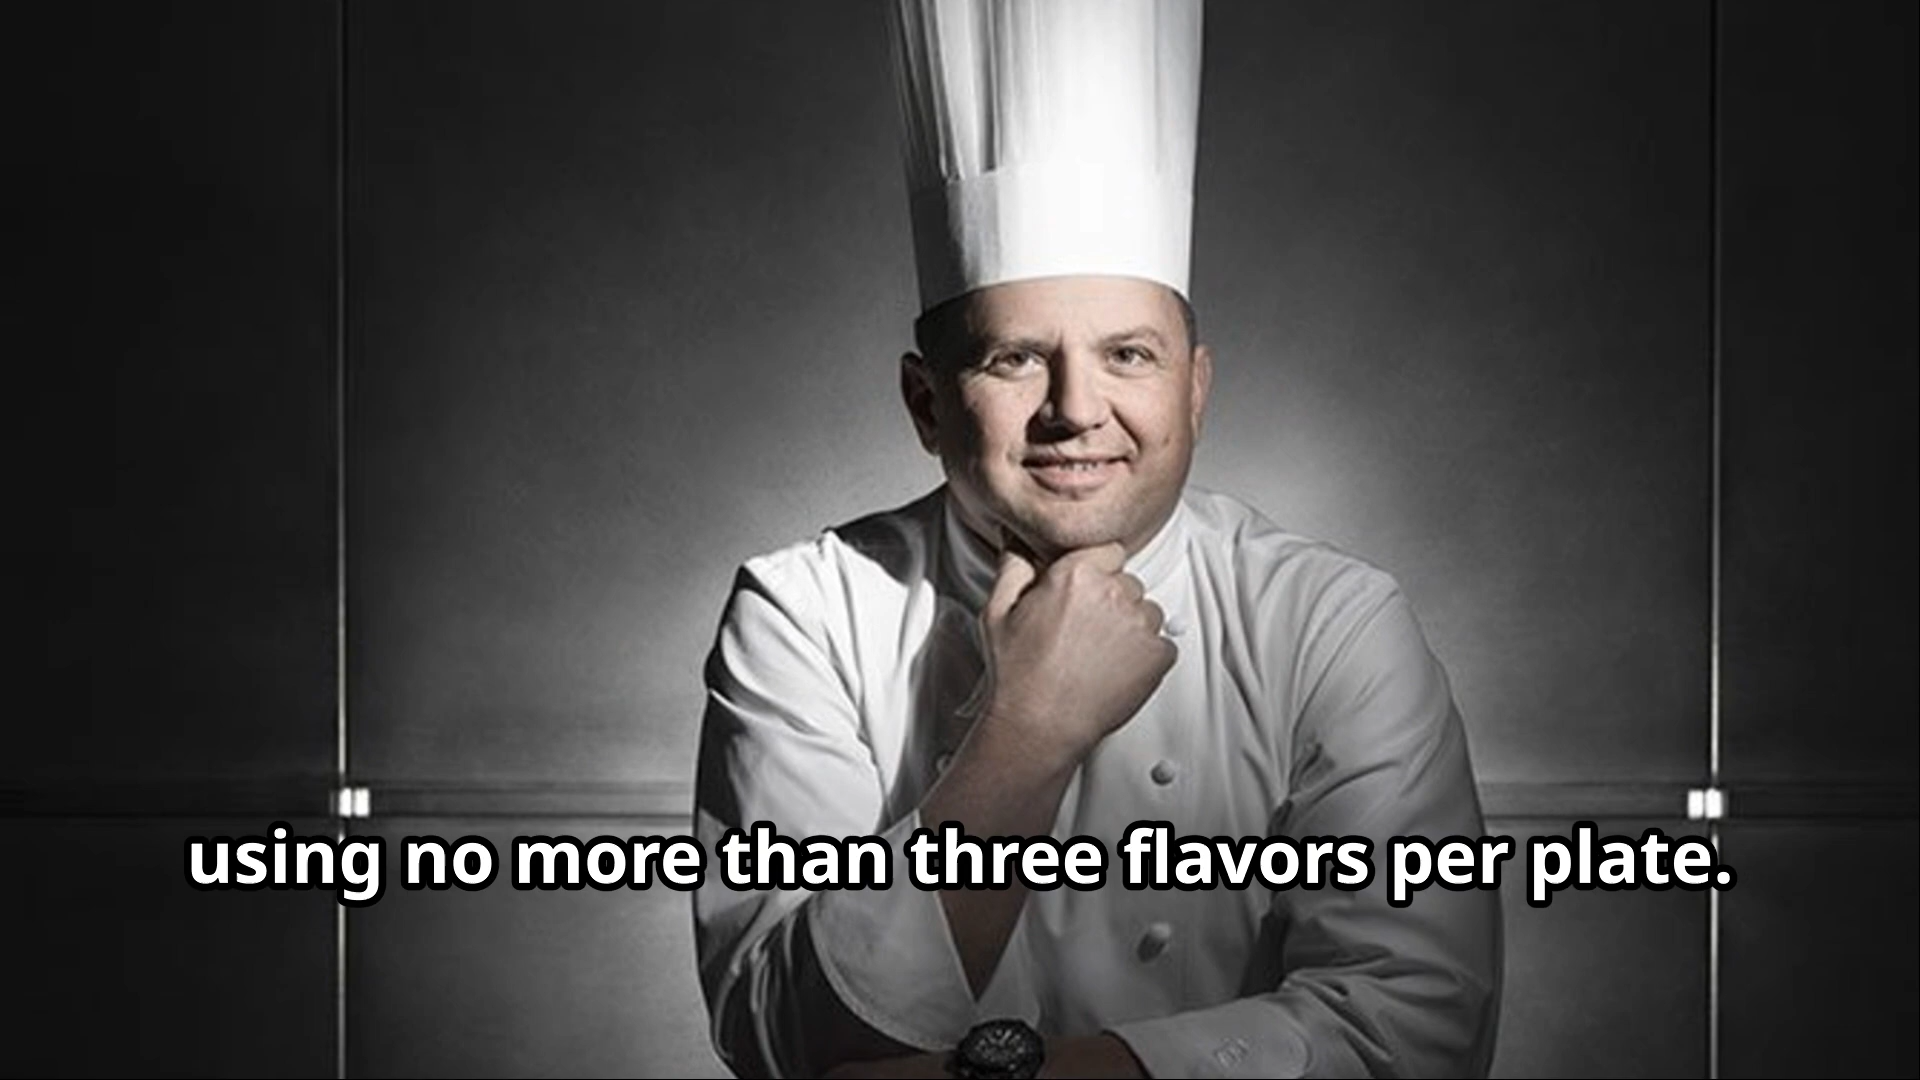 using no more than three flavors per plate.